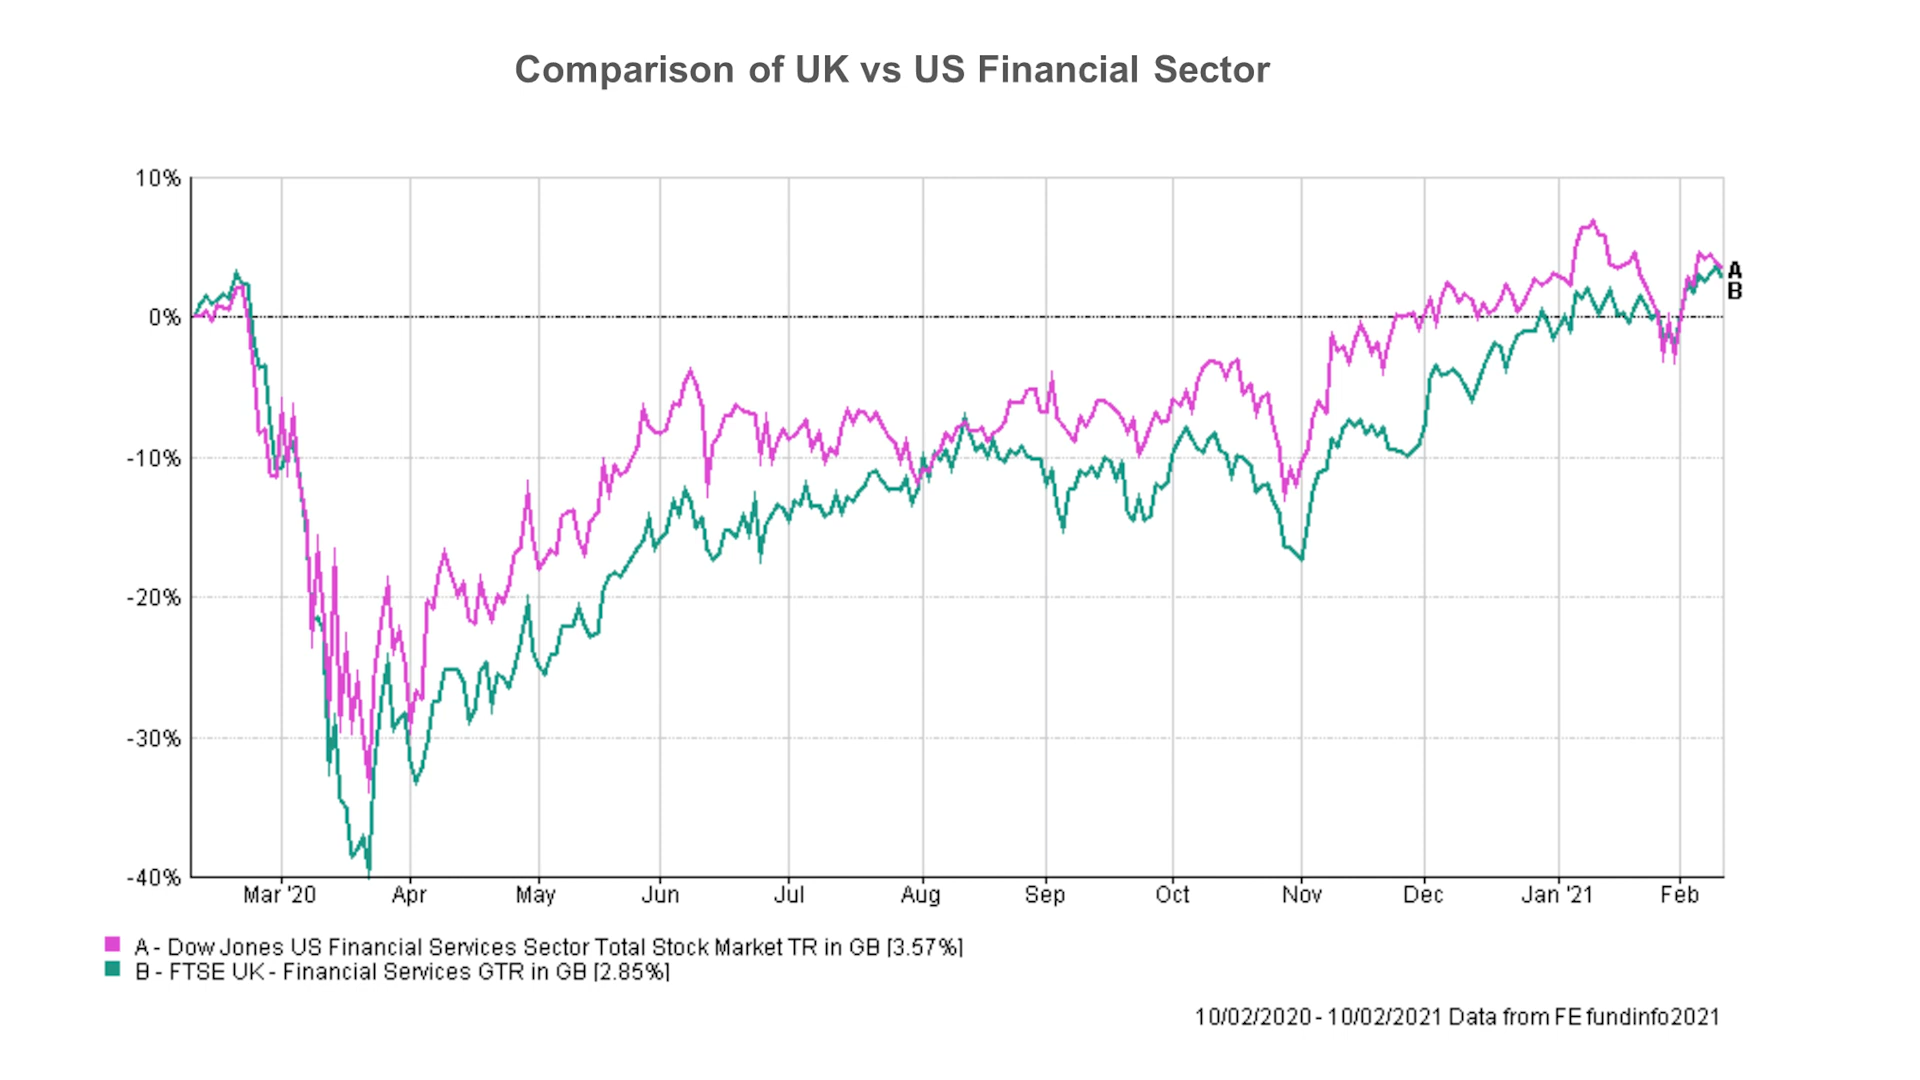 Comparison of UK vs US Financial Sector
10%
0%
-10%
-20%
-30%
-40%
Mar '20 Apr May Jun Jul Aug Sep Oct Nov Dec Jan '21 Feb
A
B
A - Dow Jones US Financial Services Sector Total Stock Market TR in GB [3.57%]
B - FTSE UK - Financial Services GTR in GB [2.85%]
10/02/2020 - 10/02/2021 Data from FE fundinfo2021